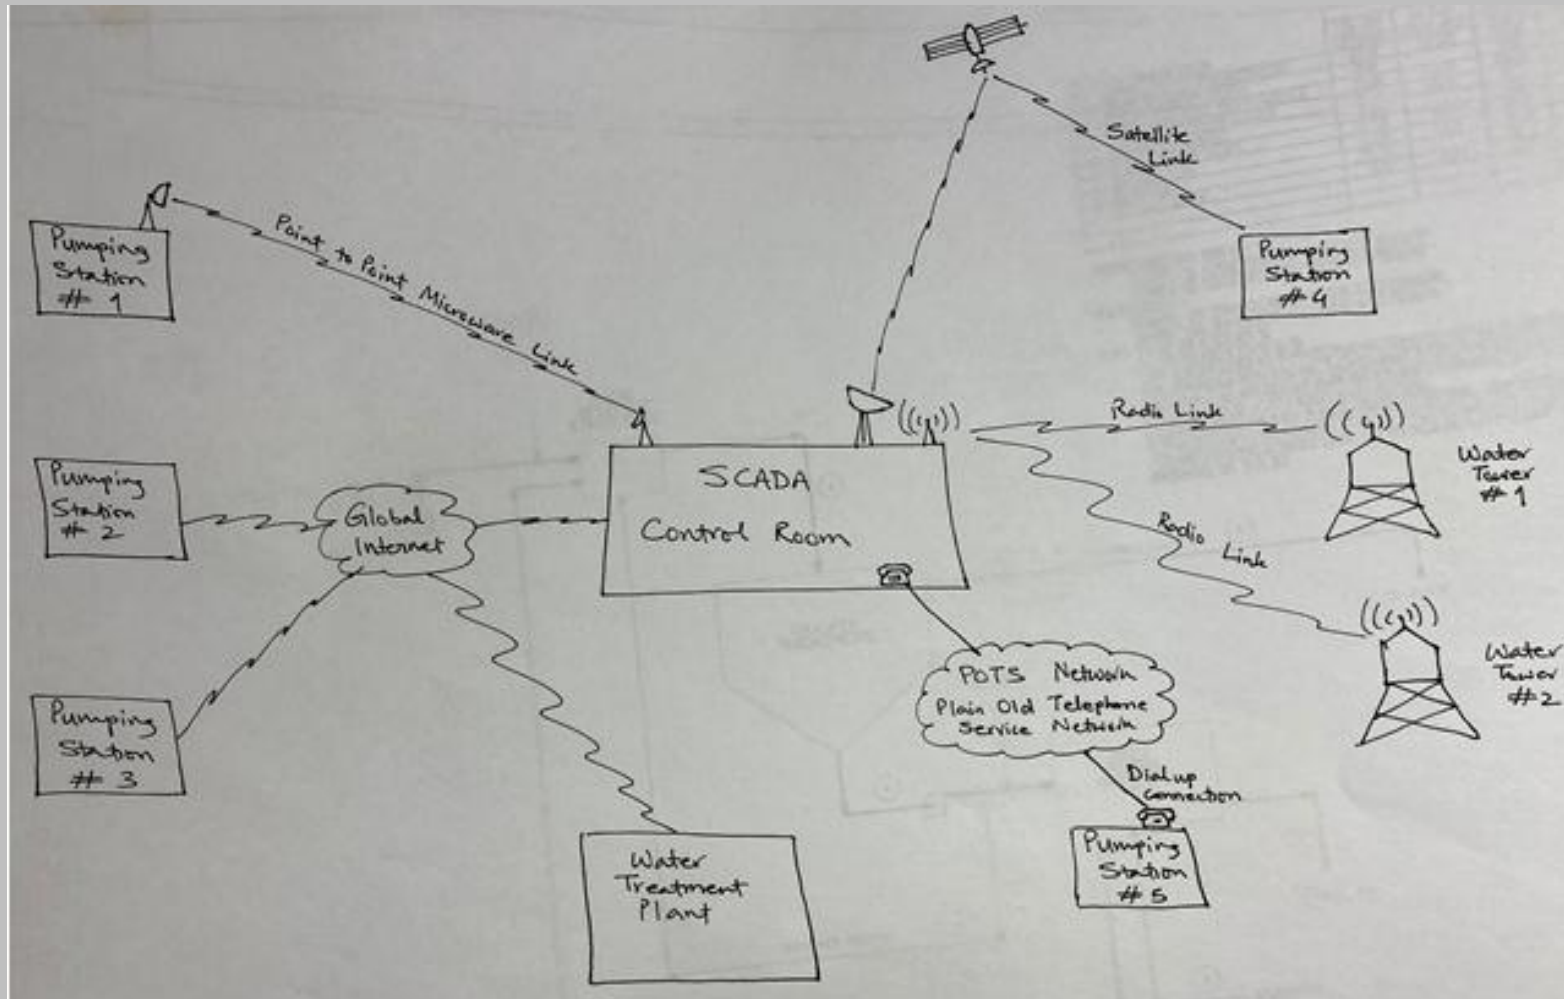 Satellite
Link
Pumping
Station
# 1
Point to Point Microwave Link
Pumping
Station
# 4
Radio Link
Water
Tower
# 1
SCADA
Control Room
Pumping
Station
# 2
Global
Internet
Radio Link
POTS Network
Plain Old Telephone
Service Network
Water
Tower
#2
Pumping
Station
# 3
Dialup
Connection
Pumping
Station
# 5
Water
Treatment
Plant